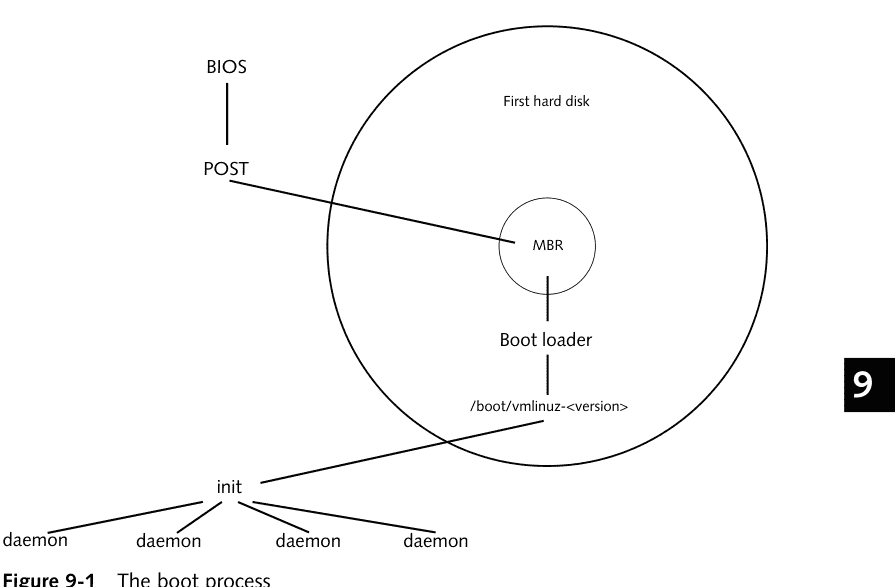 BIOS
First hard disk
POST
MBR
Boot loader
9
/boot/vmlinuz-<version>
init
daemon daemon daemon daemon
Figure 9-1 The boot process